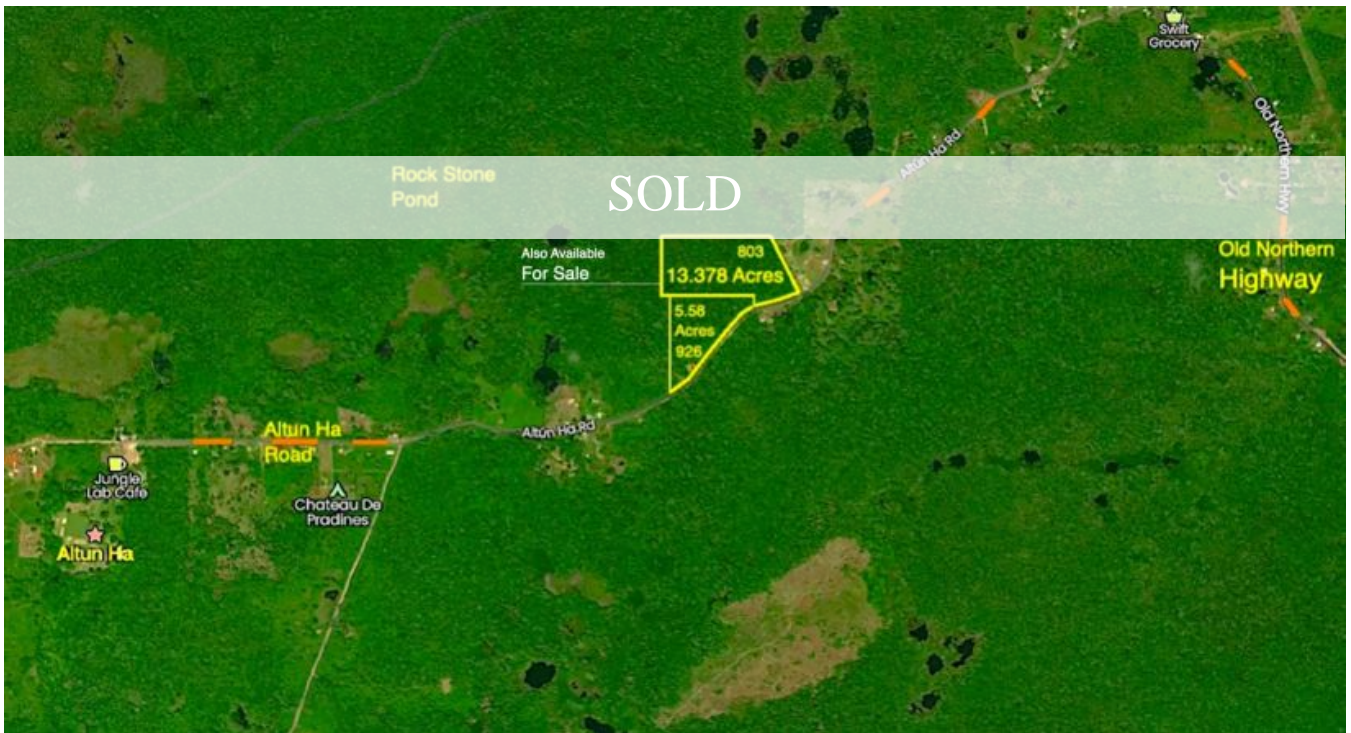 Swift
Grocery
Old Northern Hwy
Altun Ha Rd
Rock Stone
Pond
SOLD
Also Available
For Sale
803
13.378 Acres
Old Northern
Highway
5.58
Acres
926
Altun Ha Rd
Altun Ha
Road
Jungle
Lab Cafe
Chateau De
Pradines
Altun Ha